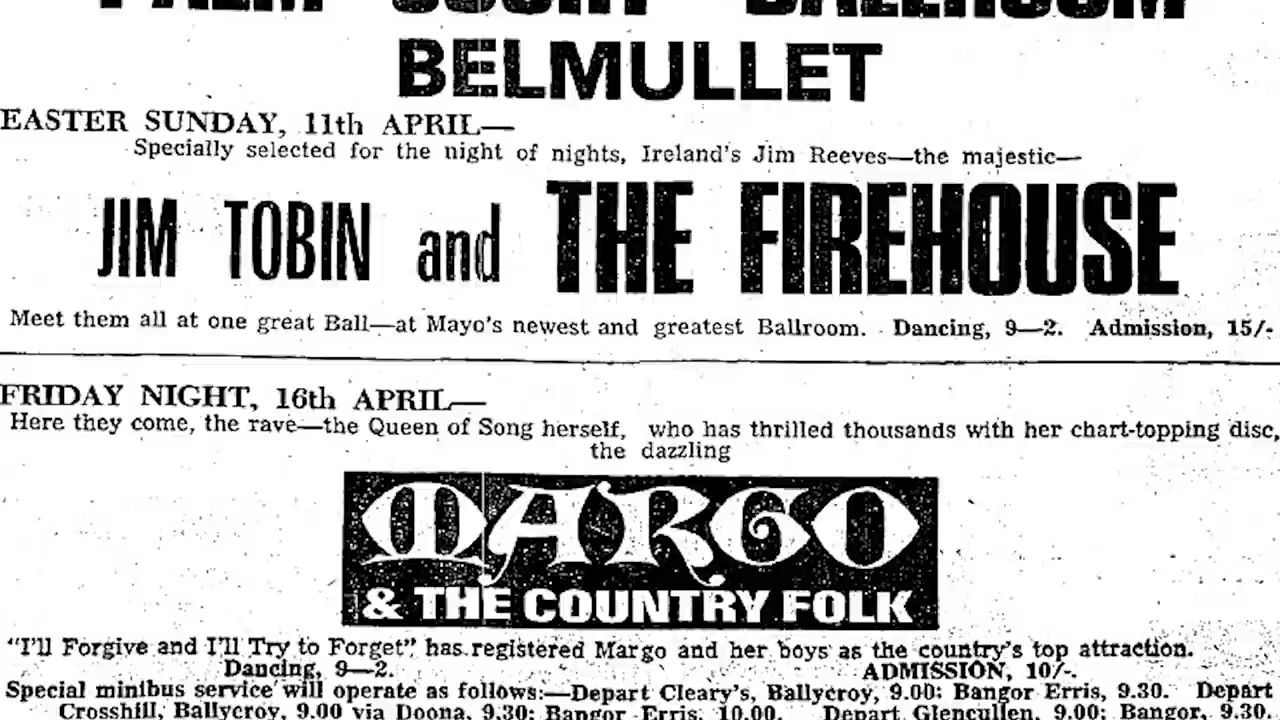 PALM COURT BALLROOM
BELMULLET
EASTER SUNDAY, 11th APRIL—
Specially selected for the night of nights, Ireland's Jim Reeves—the majestic—
JIM TOBIN and THE FIREHOUSE
Meet them all at one great Ball—at Mayo's newest and greatest Ballroom. Dancing, 9—2. Admission, 15/-
FRIDAY NIGHT, 16th APRIL—
Here they come, the rave—the Queen of Song herself, who has thrilled thousands with her chart-topping disc,
the dazzling
MARGO
& THE COUNTRY FOLK
"I'll Forgive and I'll Try to Forget" has registered Margo and her boys as the country's top attraction.
Dancing, 9—2. ADMISSION, 10/-.
Special minibus service will operate as follows:—Depart Cleary's, Ballycroy, 9.00: Bangor Erris, 9.30. Depart
Crosshill, Ballycroy, 9.00 via Doona, 9.30: Bangor Erris, 10.00. Depart Glencullen, 9.00: Bangor, 9.30.